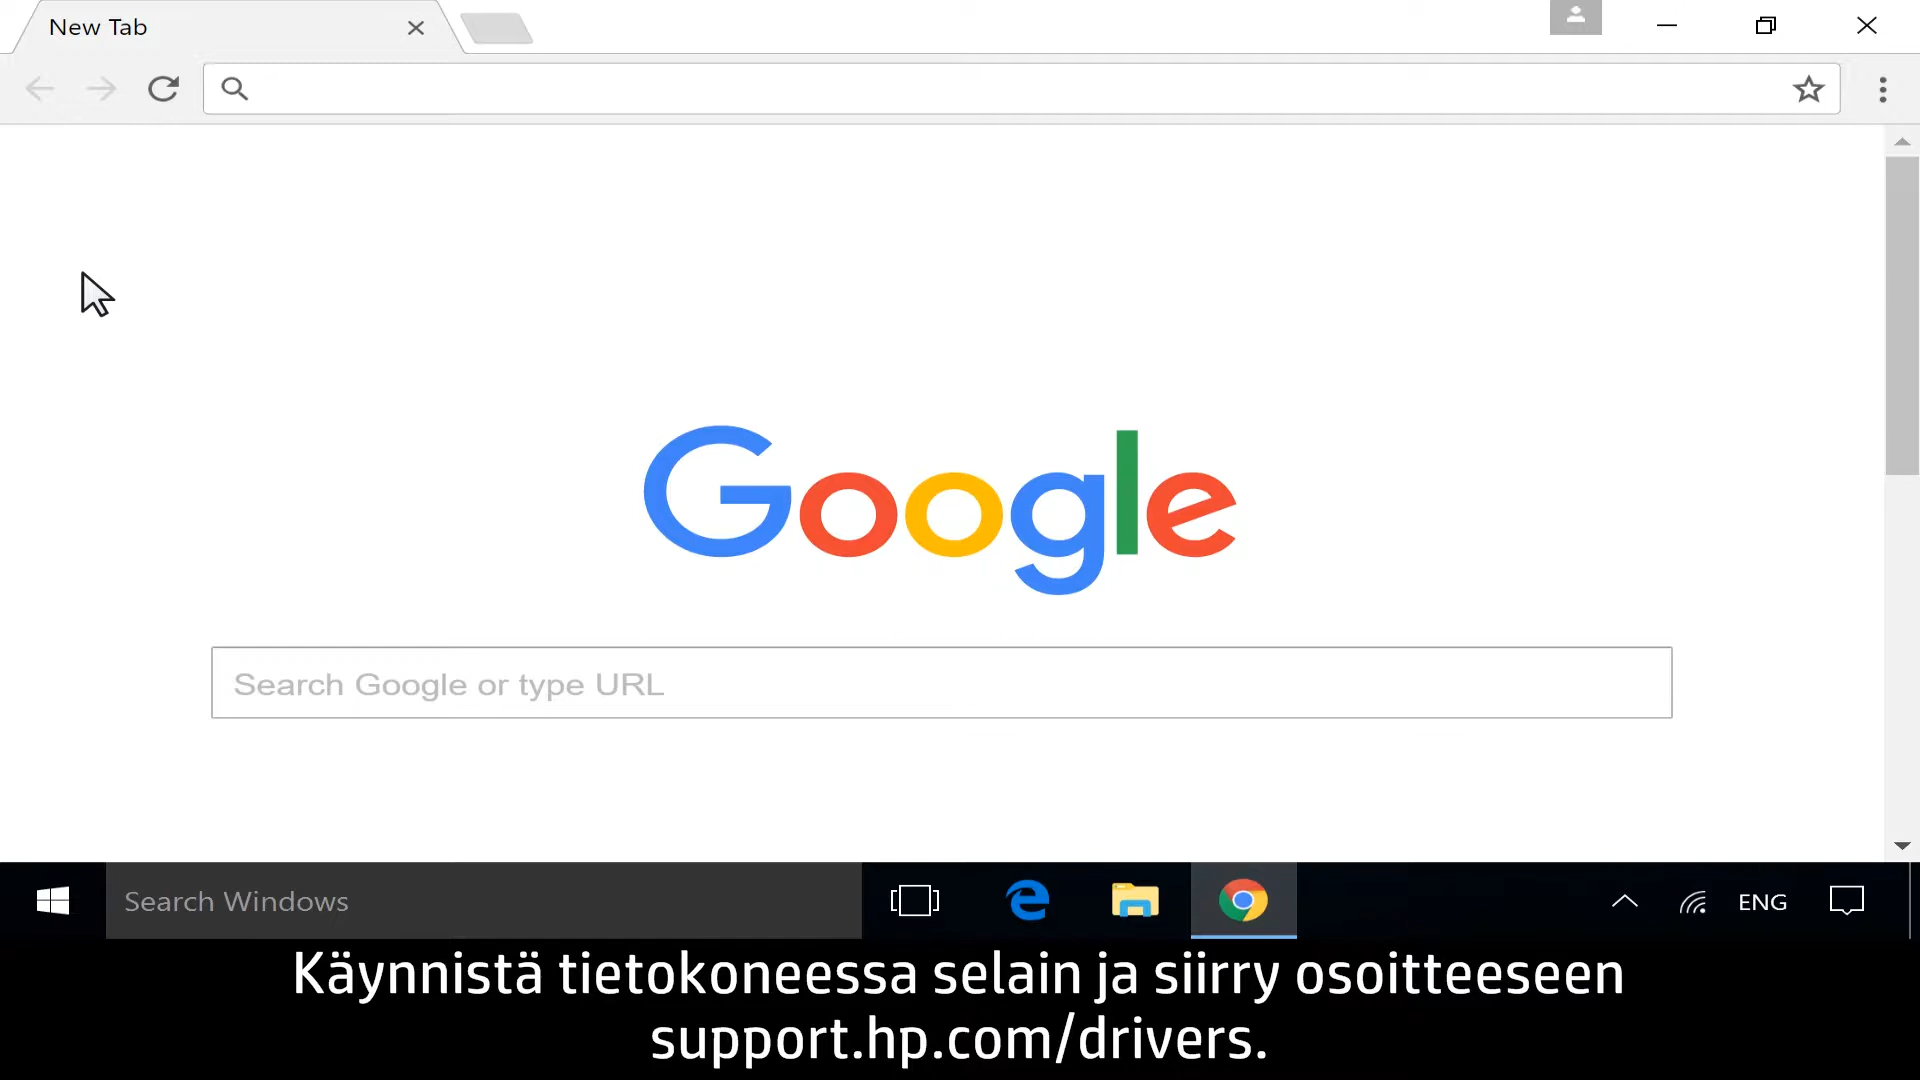 New Tab
Google
Search Google or type URL
Search Windows
ENG
Käynnistä tietokoneessa selain ja siirry osoitteeseen
support.hp.com/drivers.